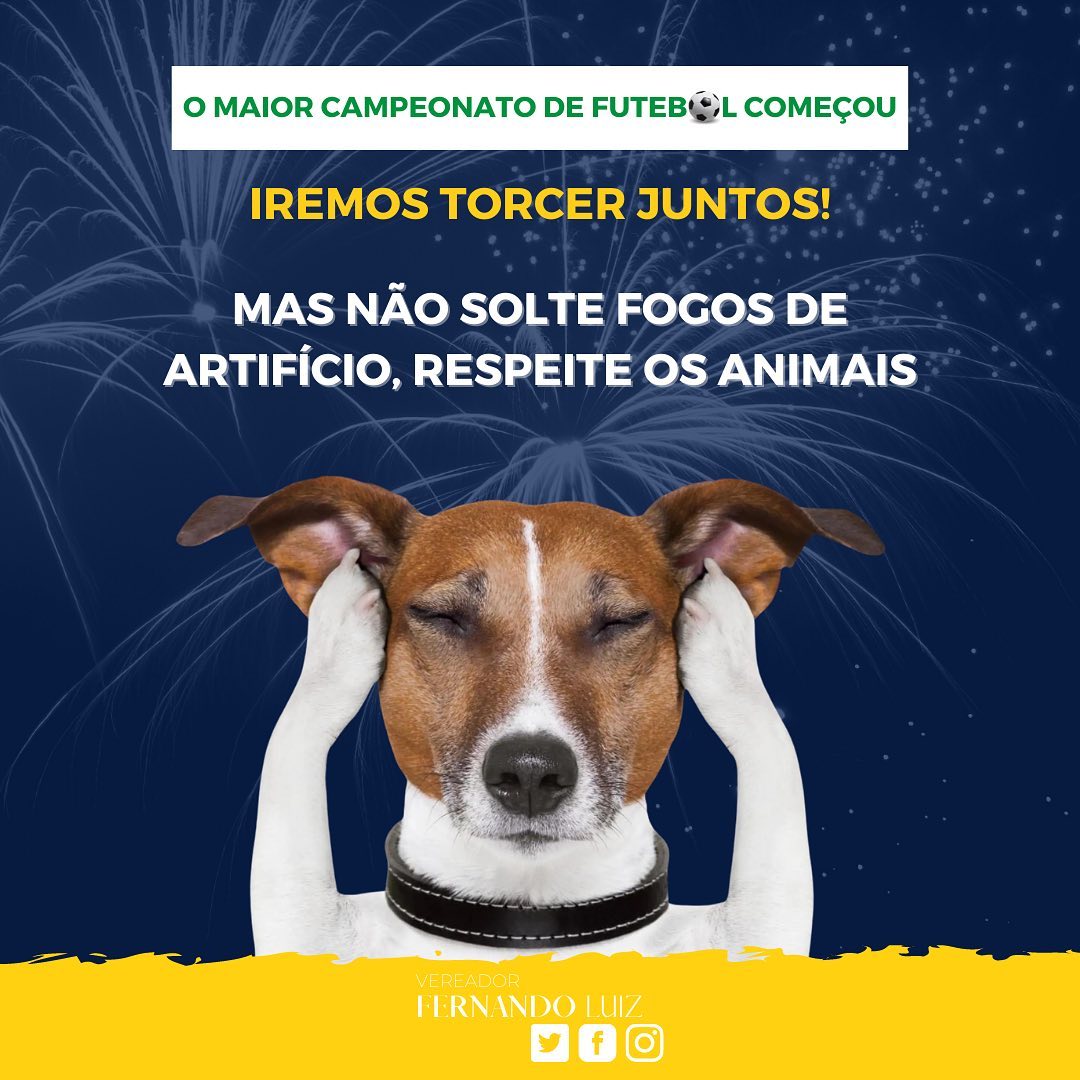 O MAIOR CAMPEONATO DE FUTEBOL COMEÇOU
IREMOS TORCER JUNTOS!
MAS NÃO SOLTE FOGOS DE
ARTIFÍCIO, RESPEITE OS ANIMAIS
VEREADOR
FERNANDO LUIZ